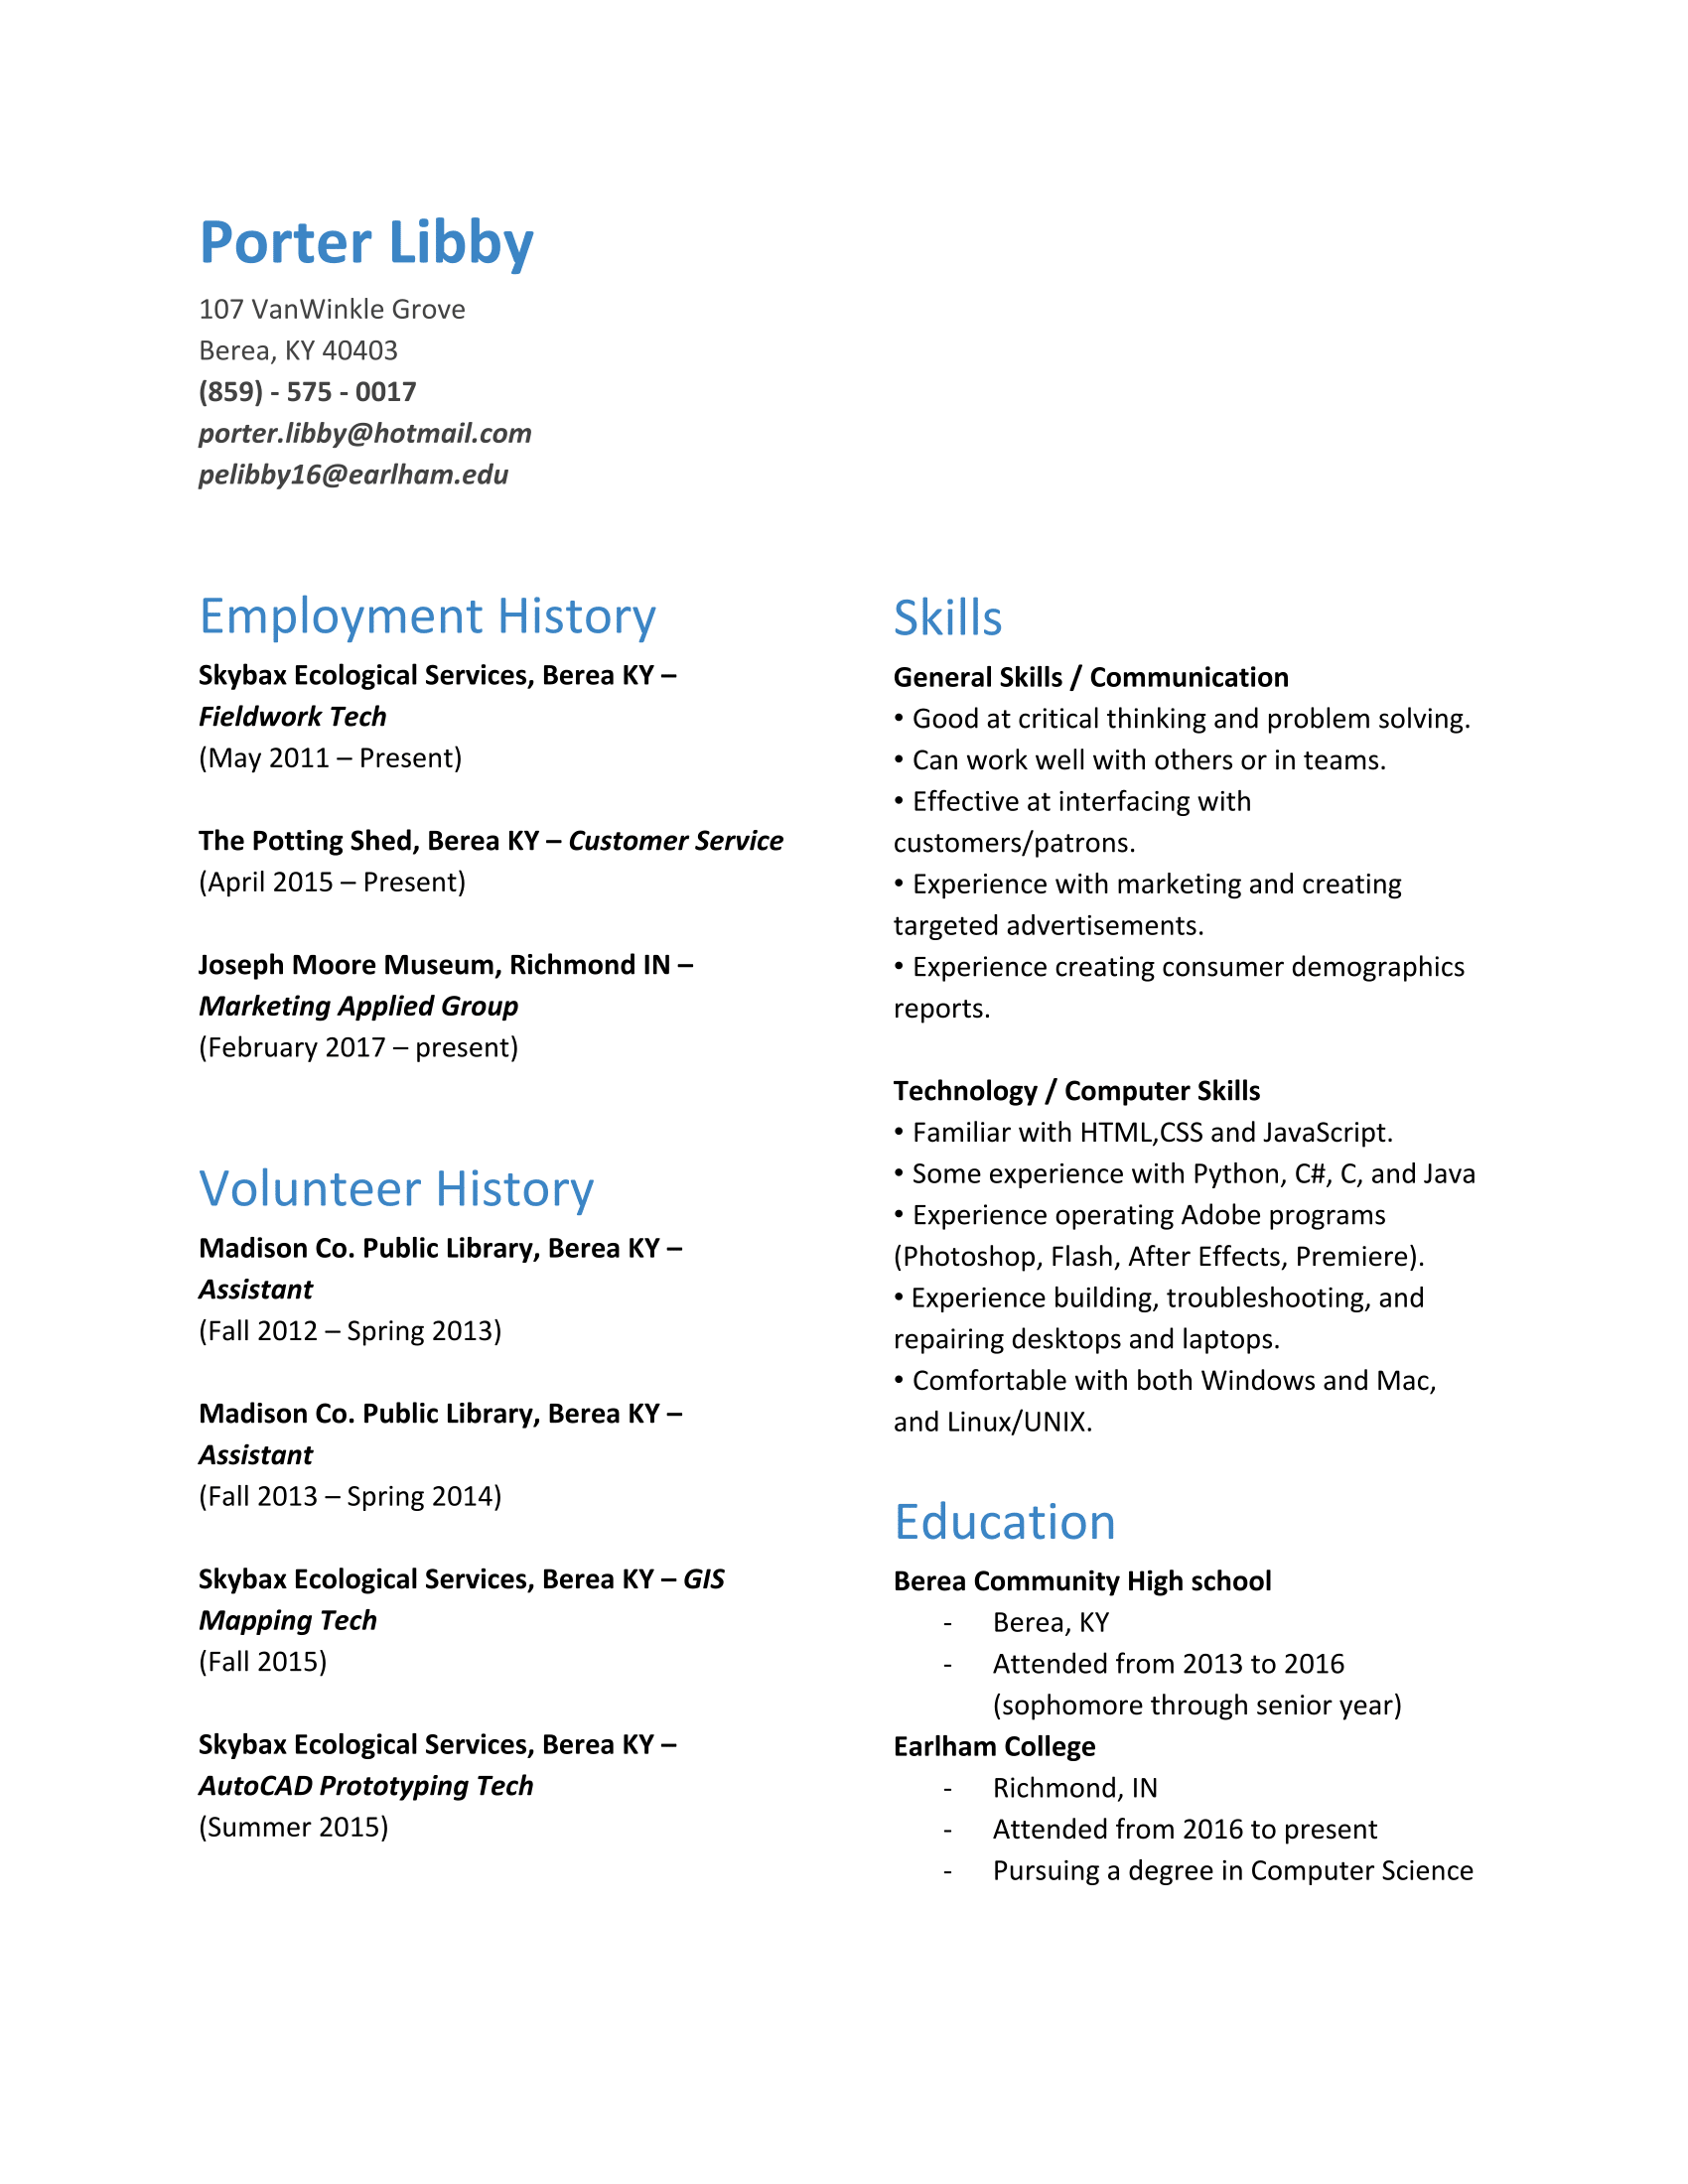 Porter Libby
107 VanWinkle Grove
Berea, KY 40403
(859) - 575 - 0017
porter.libby@hotmail.com
pelibby16@earlham.edu
Employment History
Skybax Ecological Services, Berea KY –
Fieldwork Tech
(May 2011 – Present)
The Potting Shed, Berea KY – Customer Service
(April 2015 – Present)
Joseph Moore Museum, Richmond IN –
Marketing Applied Group
(February 2017 – present)
Volunteer History
Madison Co. Public Library, Berea KY –
Assistant
(Fall 2012 – Spring 2013)
Madison Co. Public Library, Berea KY –
Assistant
(Fall 2013 – Spring 2014)
Skybax Ecological Services, Berea KY – GIS
Mapping Tech
(Fall 2015)
Skybax Ecological Services, Berea KY –
AutoCAD Prototyping Tech
(Summer 2015)
Skills
General Skills / Communication
• Good at critical thinking and problem solving.
• Can work well with others or in teams.
• Effective at interfacing with
customers/patrons.
• Experience with marketing and creating
targeted advertisements.
• Experience creating consumer demographics
reports.
Technology / Computer Skills
• Familiar with HTML,CSS and JavaScript.
• Some experience with Python, C#, C, and Java
• Experience operating Adobe programs
(Photoshop, Flash, After Effects, Premiere).
• Experience building, troubleshooting, and
repairing desktops and laptops.
• Comfortable with both Windows and Mac,
and Linux/UNIX.
Education
Berea Community High school
- Berea, KY
- Attended from 2013 to 2016
(sophomore through senior year)
Earlham College
- Richmond, IN
- Attended from 2016 to present
- Pursuing a degree in Computer Science